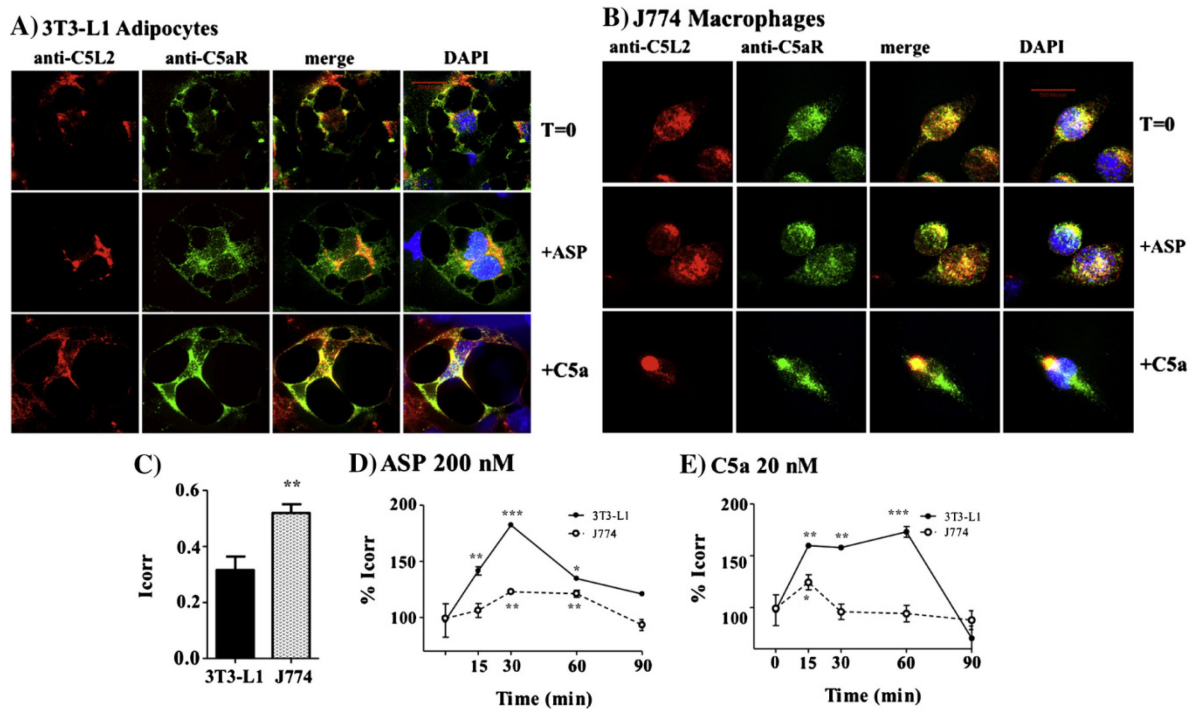 A) 3T3-L1 Adipocytes
anti-C5L2 anti-C5aR merge DAPI
T=0
+ASP
+C5a
B) J774 Macrophages
anti-C5L2 anti-C5aR merge DAPI
T=0
+ASP
+C5a
C)
**
0.6
0.4
0.2
0.0
Icorr
3T3-L1 J774
D) ASP 200 nM
200
150
100
% Icorr
3T3-L1
J774
***
** *
** **
15 30 60 90
Time (min)
E) C5a 20 nM
200
150
100
% Icorr
3T3-L1
J774
** ** ***
*
0 15 30 60 90
Time (min)